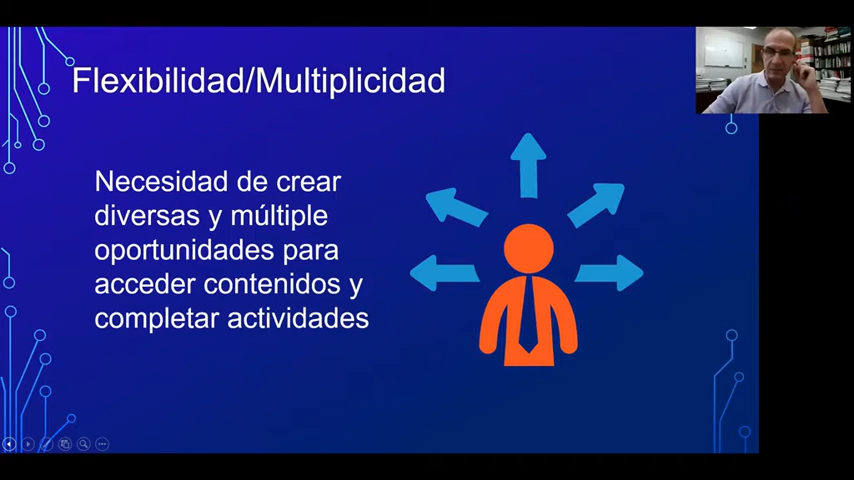 Flexibilidad/Multiplicidad
Necesidad de crear
diversas y múltiple
oportunidades para
acceder contenidos y
completar actividades